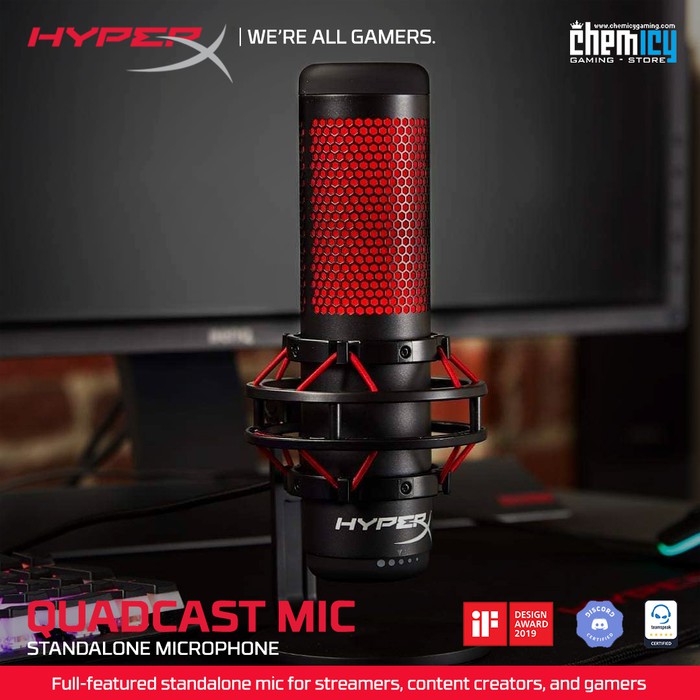 HYPERX | WE'RE ALL GAMERS.
www.chemicygaming.com
chemicy
GAMING - STORE
HYPERX
QUADCAST MIC
STANDALONE MICROPHONE
iF
DESIGN
AWARD
2019
DISCORD
CERTIFIED
teamspeak
CERTIFIED
Full-featured standalone mic for streamers, content creators, and gamers